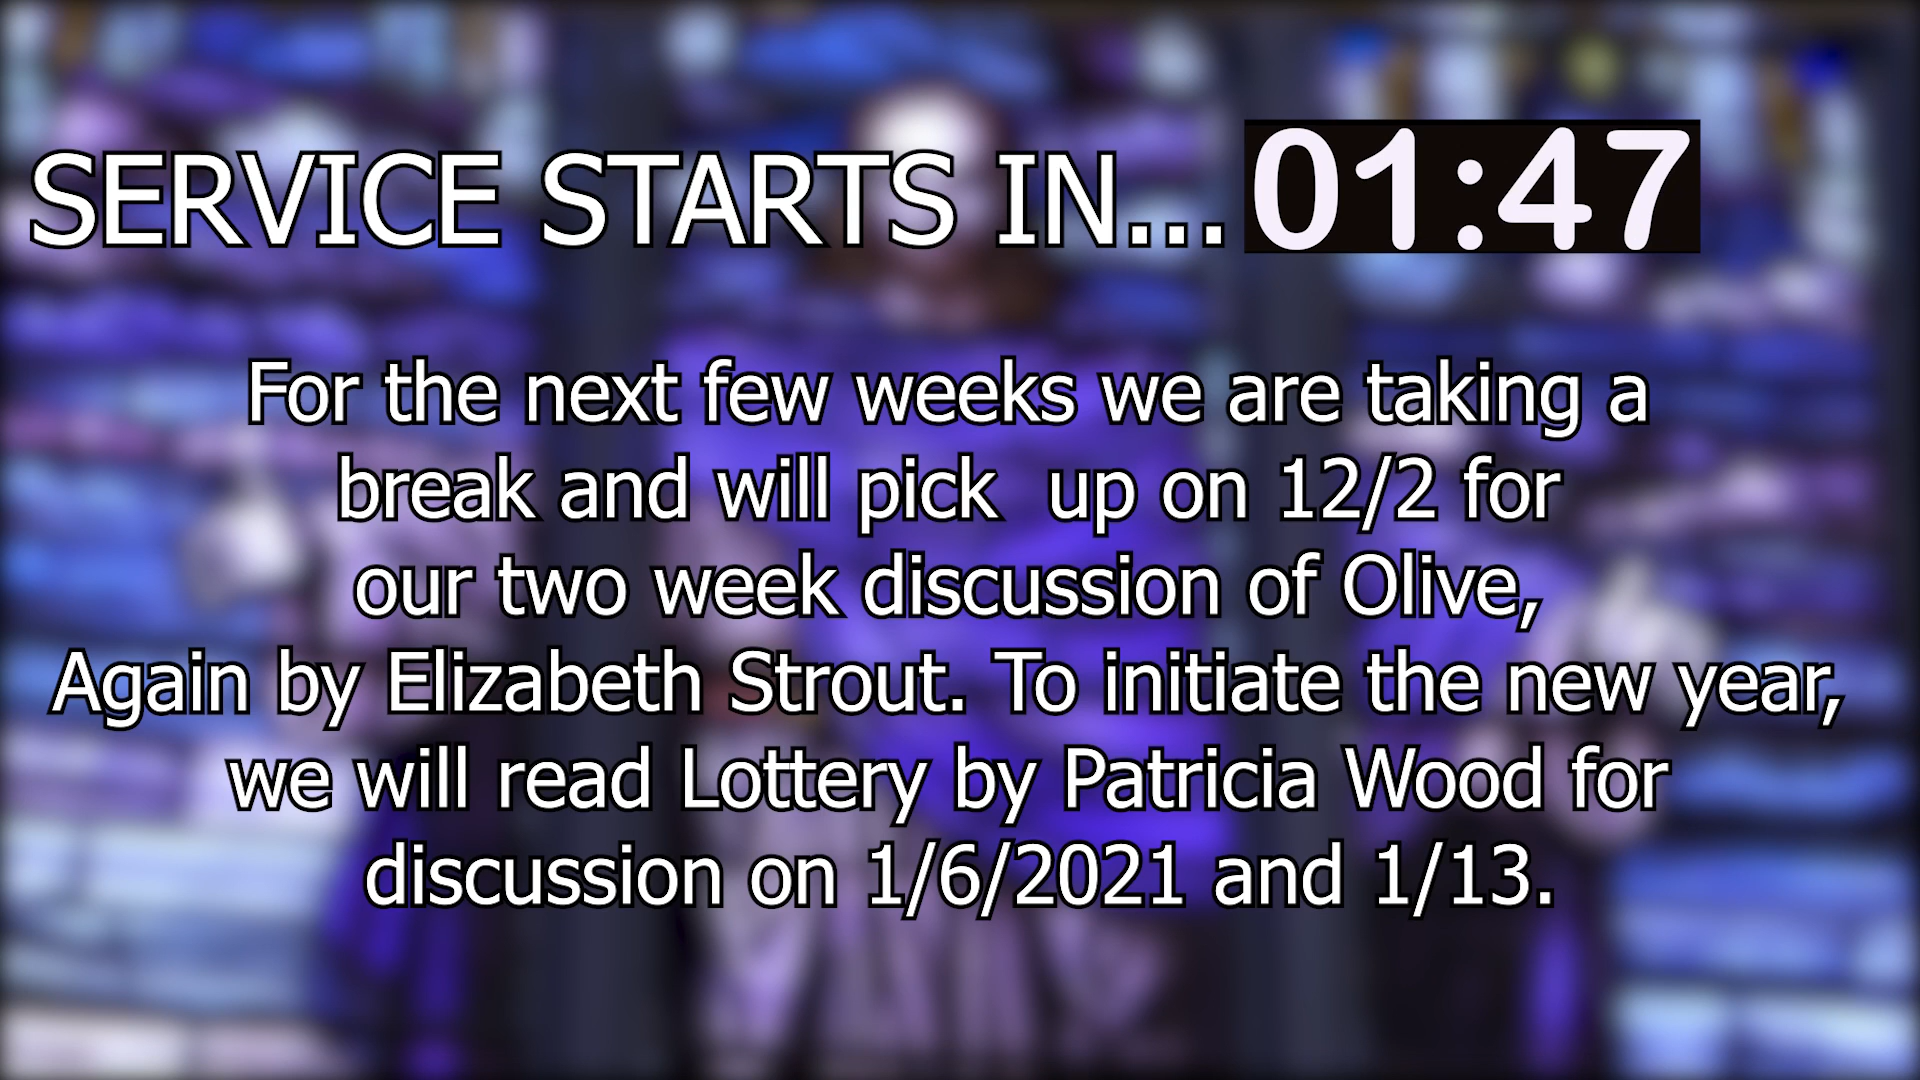 SERVICE STARTS IN... 01:47
For the next few weeks we are taking a
break and will pick  up on 12/2 for
our two week discussion of Olive,
Again by Elizabeth Strout. To initiate the new year,
we will read Lottery by Patricia Wood for
discussion on 1/6/2021 and 1/13.